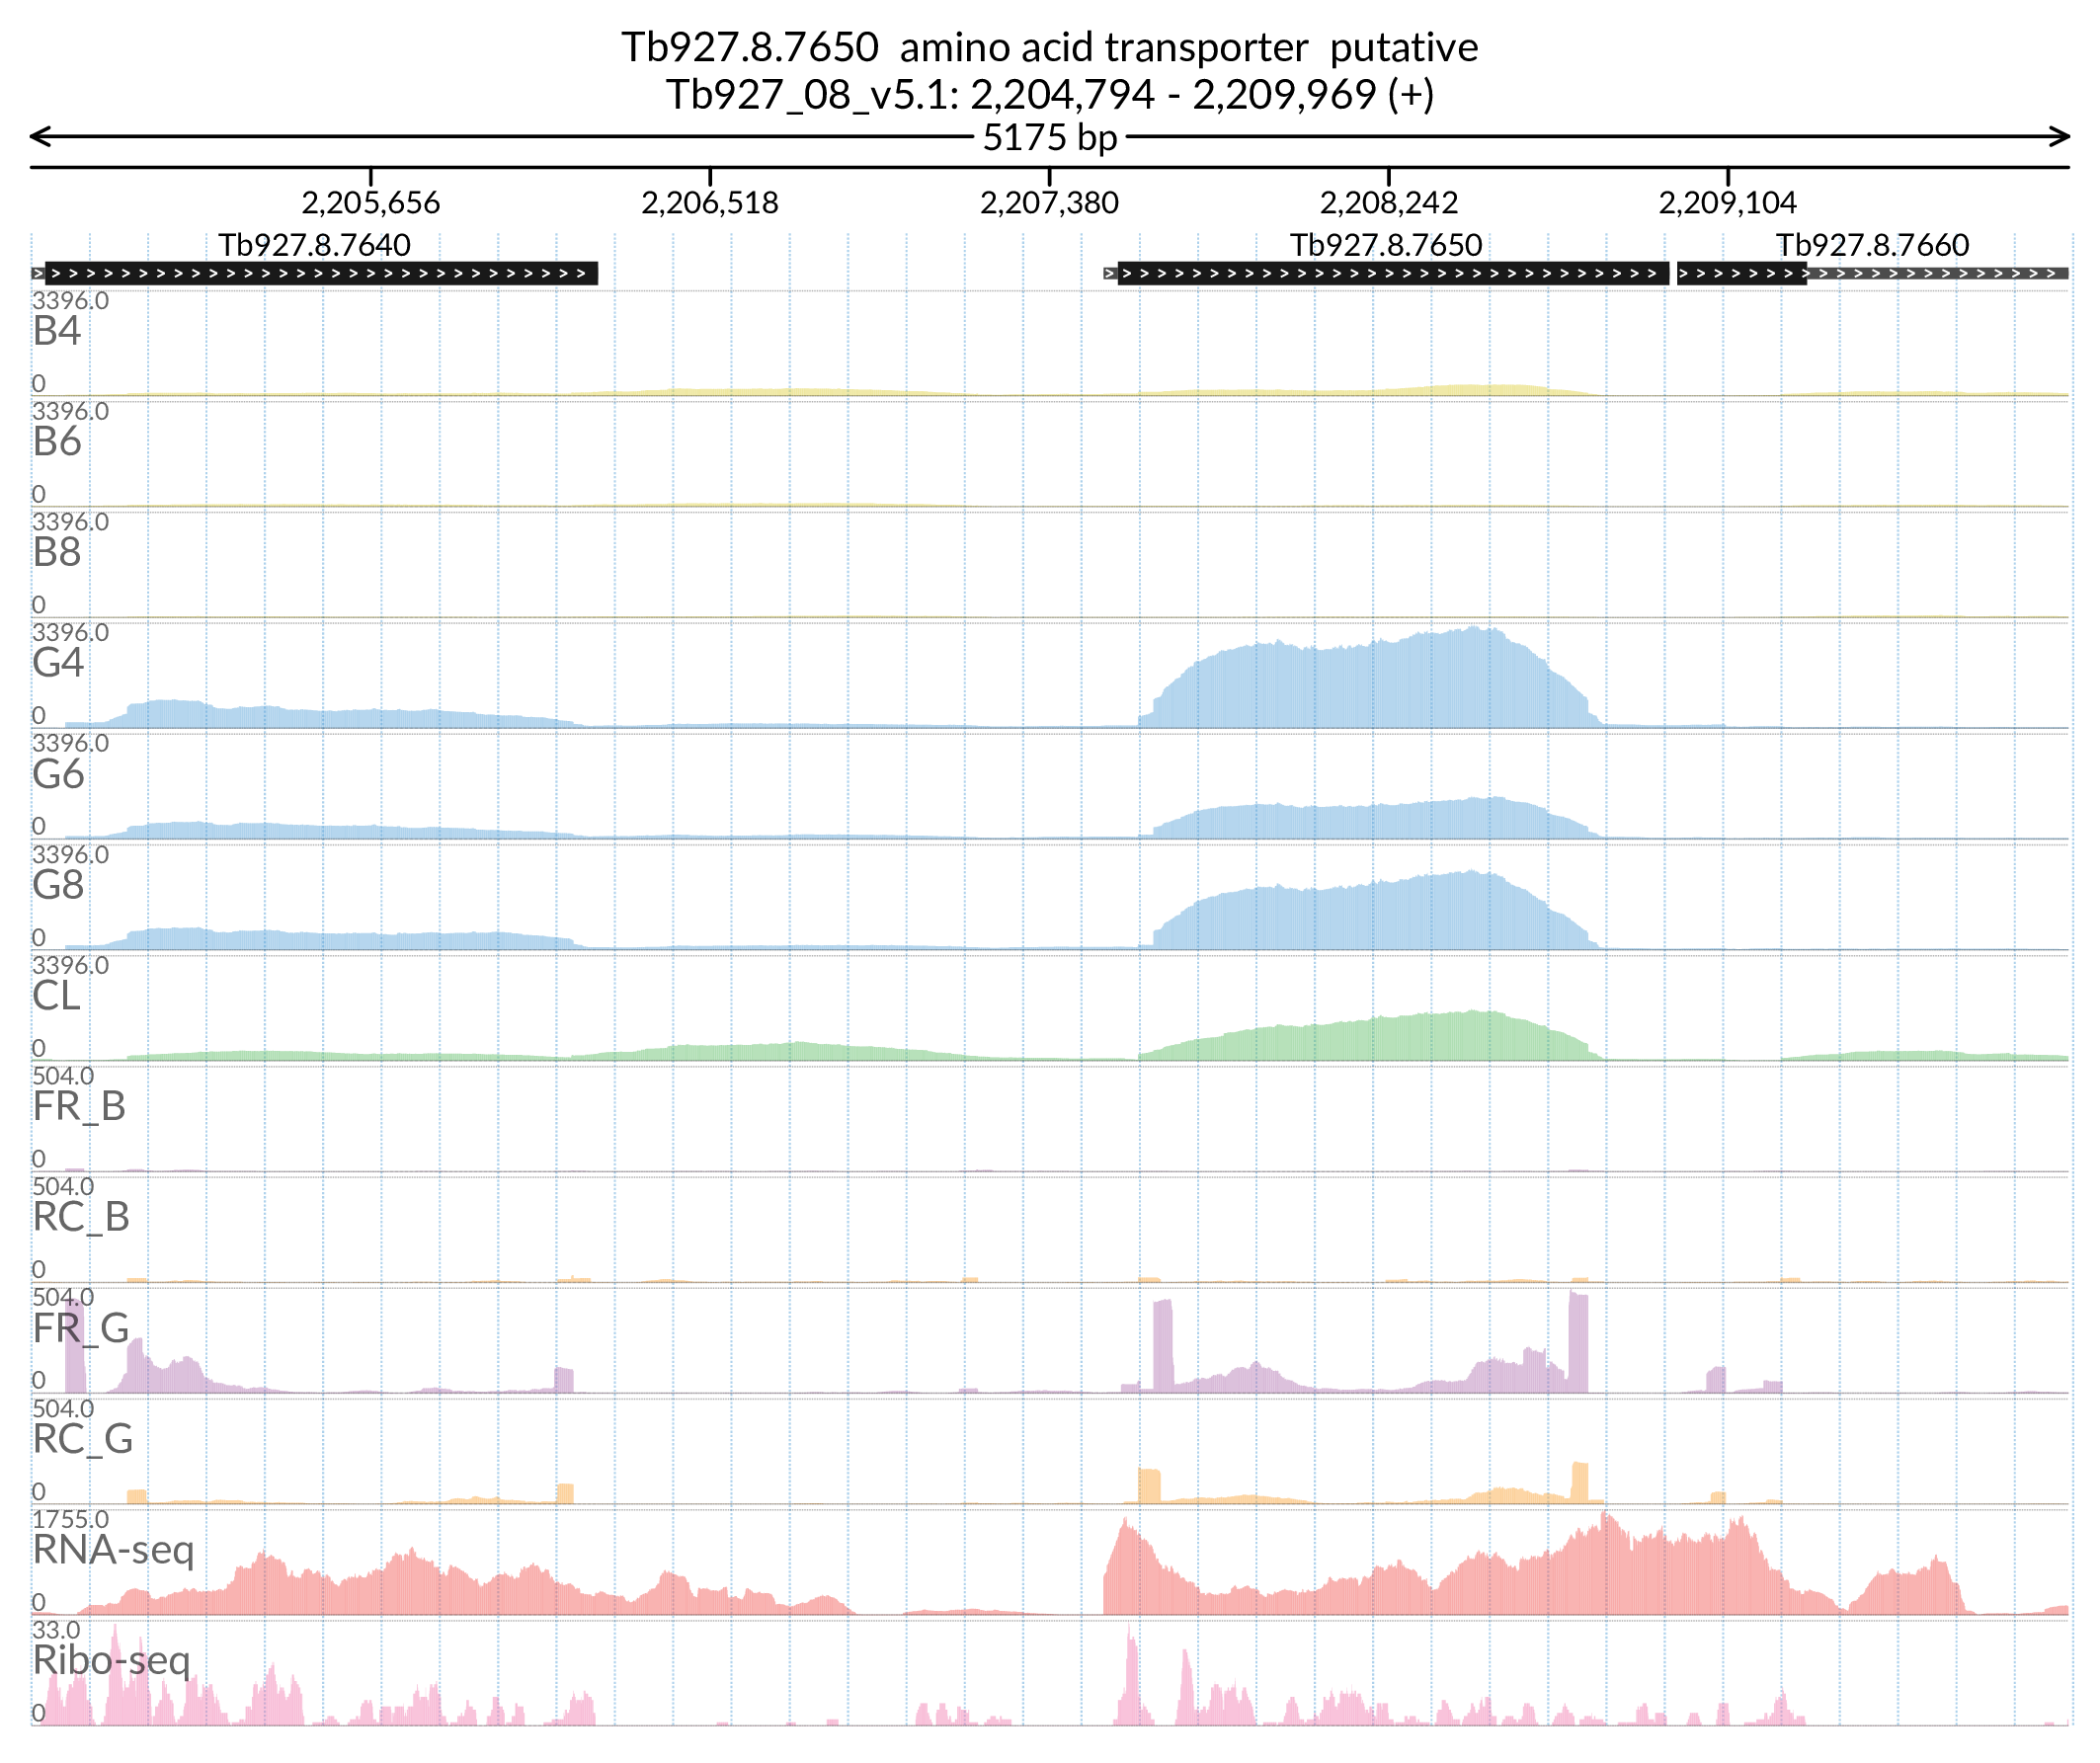 Tb927.8.7650 amino acid transporter putative
Tb927_08_v5.1: 2,204,794 - 2,209,969 (+)
5175 bp
2,205,656 2,206,518 2,207,380 2,208,242 2,209,104
Tb927.8.7640 Tb927.8.7650 Tb927.8.7660
3396.0
B4
0
3396.0
B6
0
3396.0
B8
0
3396.0
G4
0
3396.0
G6
0
3396.0
G8
0
3396.0
CL
0
504.0
FR_B
0
504.0
RC_B
0
504.0
FR_G
0
504.0
RC_G
0
1755.0
RNA-seq
0
33.0
Ribo-seq
0